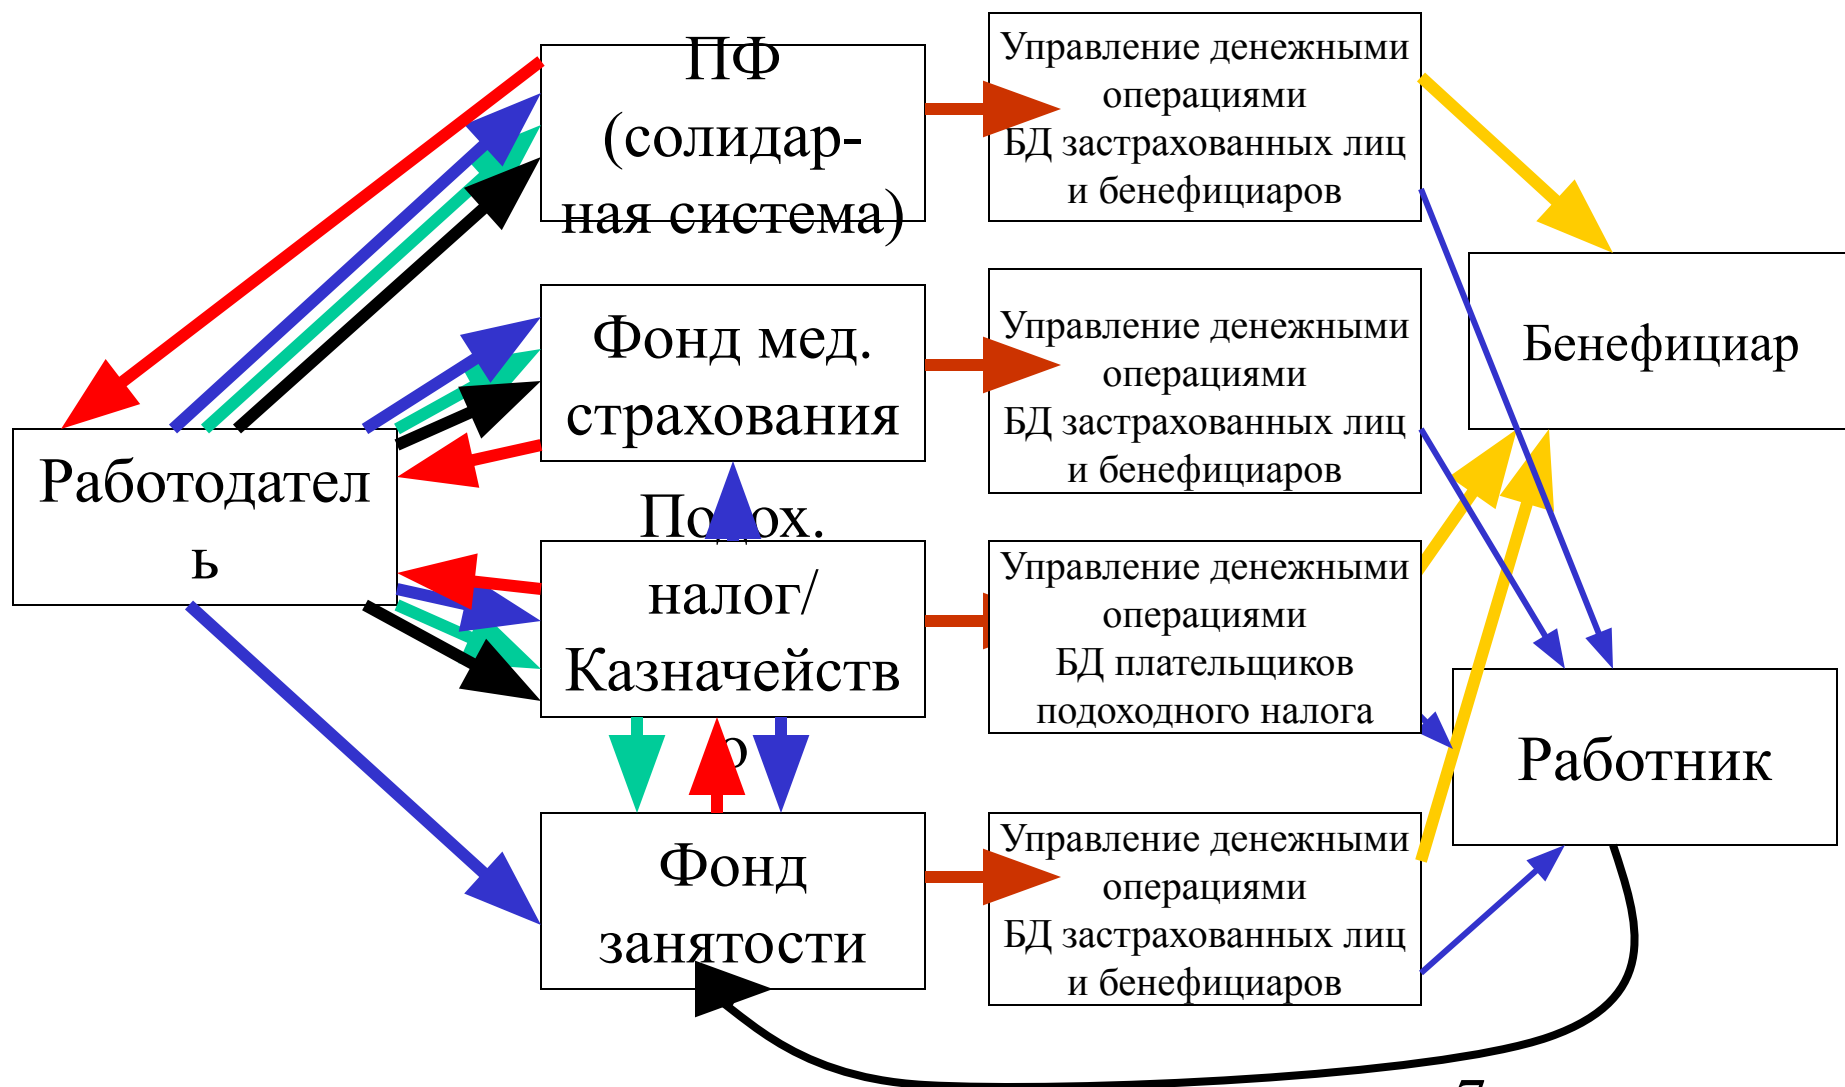 ПФ
(солидар-
ная система)
Управление денежными
операциями
БД застрахованных лиц
и бенефициаров
Фонд мед.
страхования
Управление денежными
операциями
БД застрахованных лиц
и бенефициаров
Бенефициар
Работодател
ь
Подох.
налог/
Казначейств
о
Управление денежными
операциями
БД плательщиков
подоходного налога
Работник
Фонд
занятости
Управление денежными
операциями
БД застрахованных лиц
и бенефициаров
7